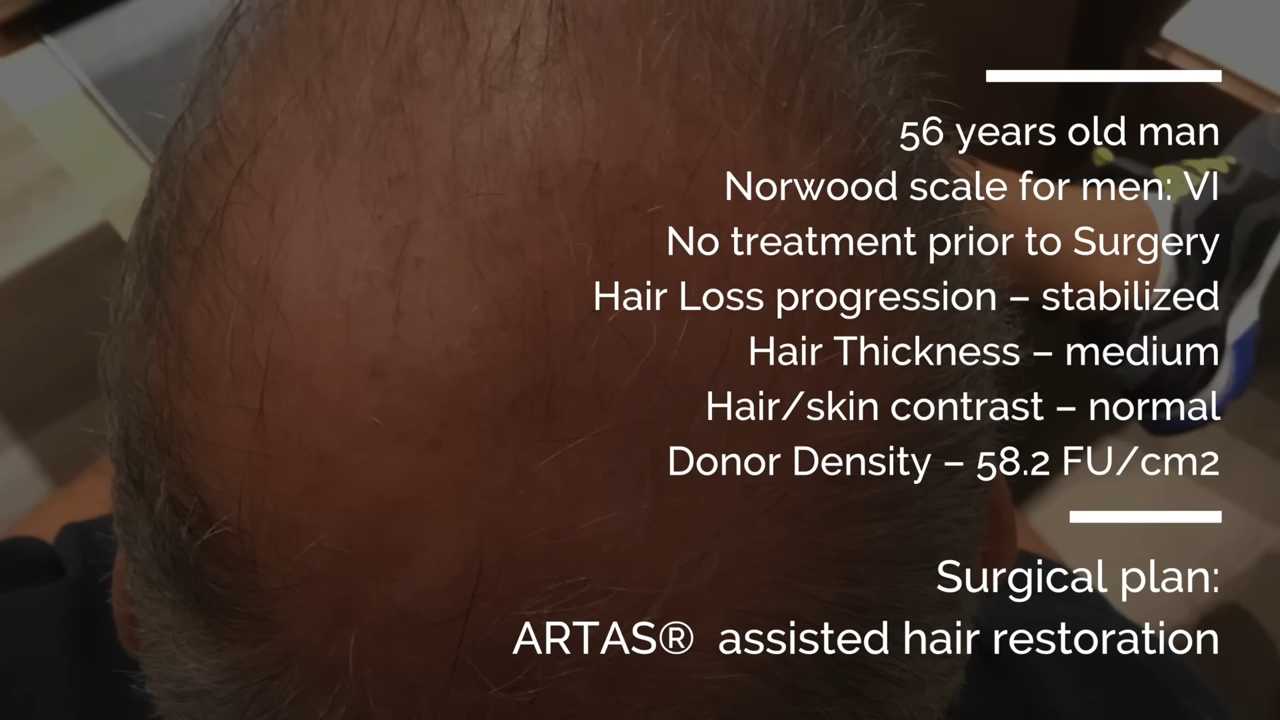 56 years old man
Norwood scale for men: VI
No treatment prior to Surgery
Hair Loss progression – stabilized
Hair Thickness – medium
Hair/skin contrast – normal
Donor Density – 58.2 FU/cm2
Surgical plan:
ARTAS® assisted hair restoration